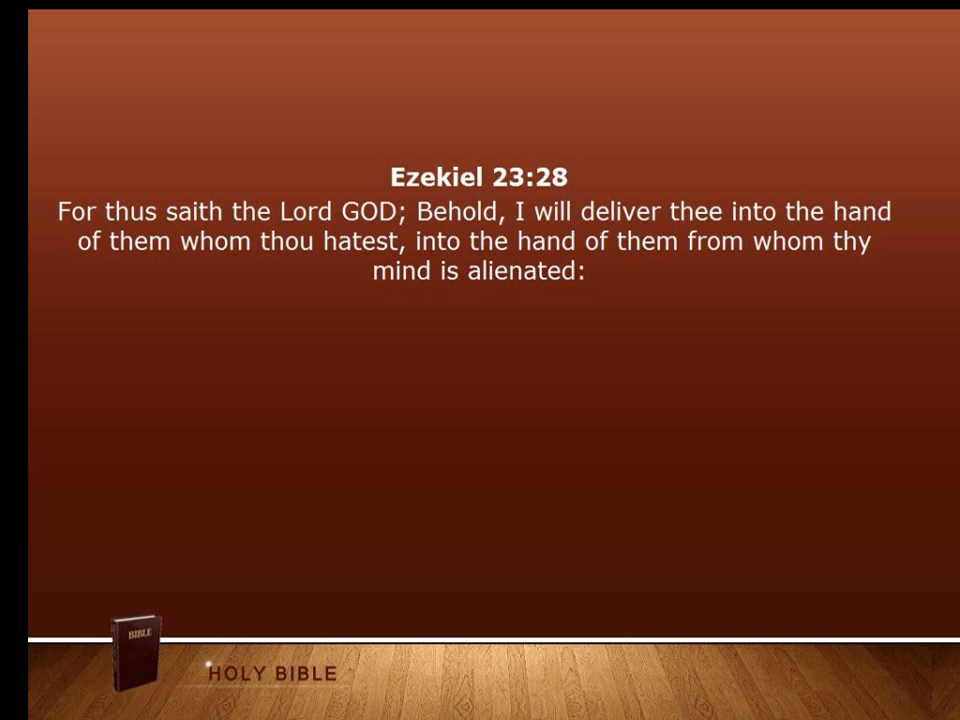 Ezekiel 23:28
For thus saith the Lord GOD; Behold, I will deliver thee into the hand
of them whom thou hatest, into the hand of them from whom thy
mind is alienated:
BIBLE
HOLY BIBLE